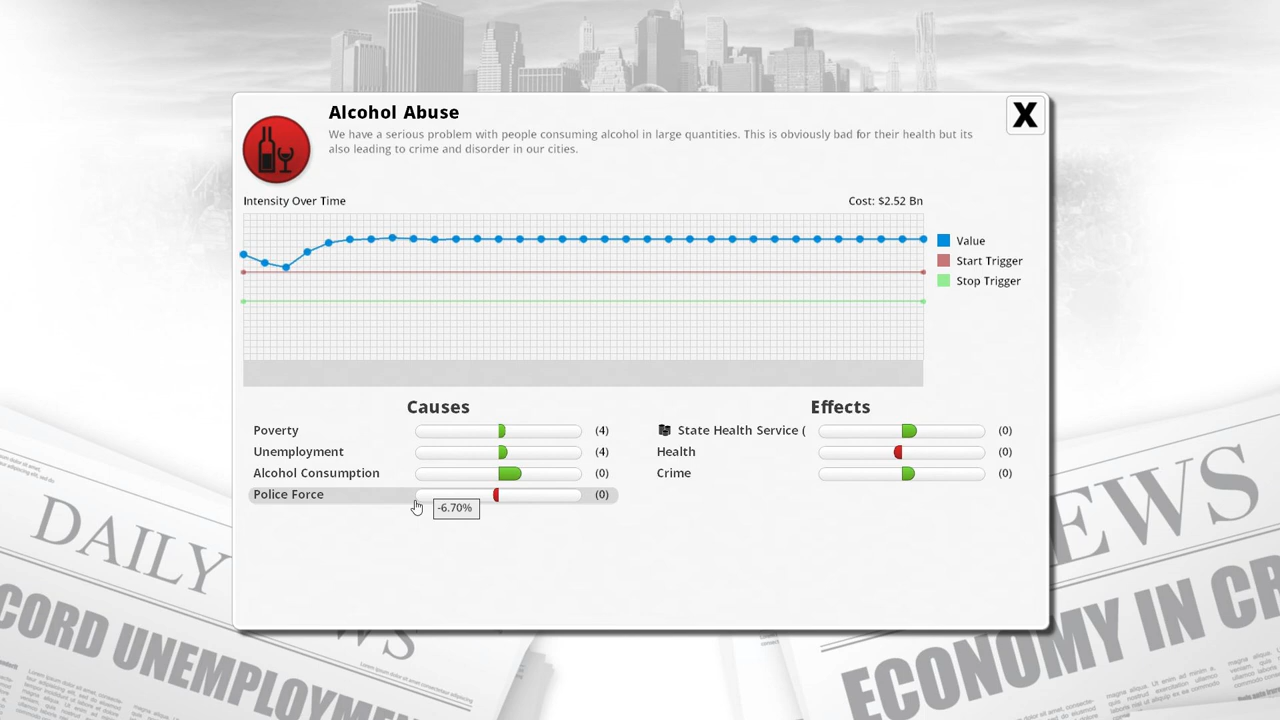 Alcohol Abuse
X
We have a serious problem with people consuming alcohol in large quantities. This is obviously bad for their health but its
also leading to crime and disorder in our cities.
Intensity Over Time
Cost: $2.52 Bn
Value
Start Trigger
Stop Trigger
Causes
Poverty (4)
Unemployment (4)
Alcohol Consumption (0)
Police Force (0)
-6.70%
Effects
State Health Service ( (0)
Health (0)
Crime (0)
DAILY
WS
CORD UNEMPLOYM
EWS
ECONOMY IN CR